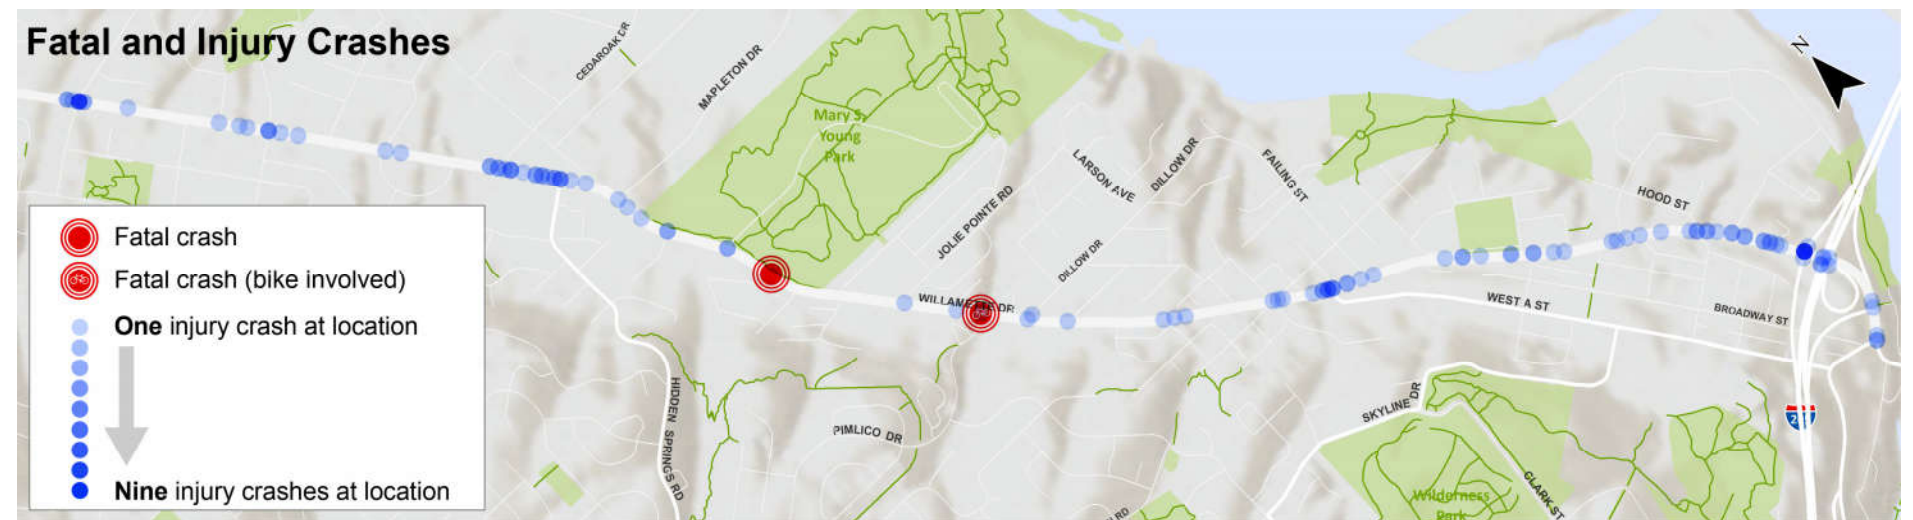 Fatal and Injury Crashes
CEDAROAK DR
MAPLETON DR
N
Mary S.
Young
Park
LARSON AVE
DILLOW DR
FAILING ST
HOOD ST
JOLIE POINTE RD
DILLOW DR
Fatal crash
Fatal crash (bike involved)
One injury crash at location
Nine injury crashes at location
WILLAMETTE DR
WEST A ST
BROADWAY ST
HIDDEN SPRINGS RD
PIMLICO DR
SKYLINE DR
CLARK ST
Wilderness
Park
RD